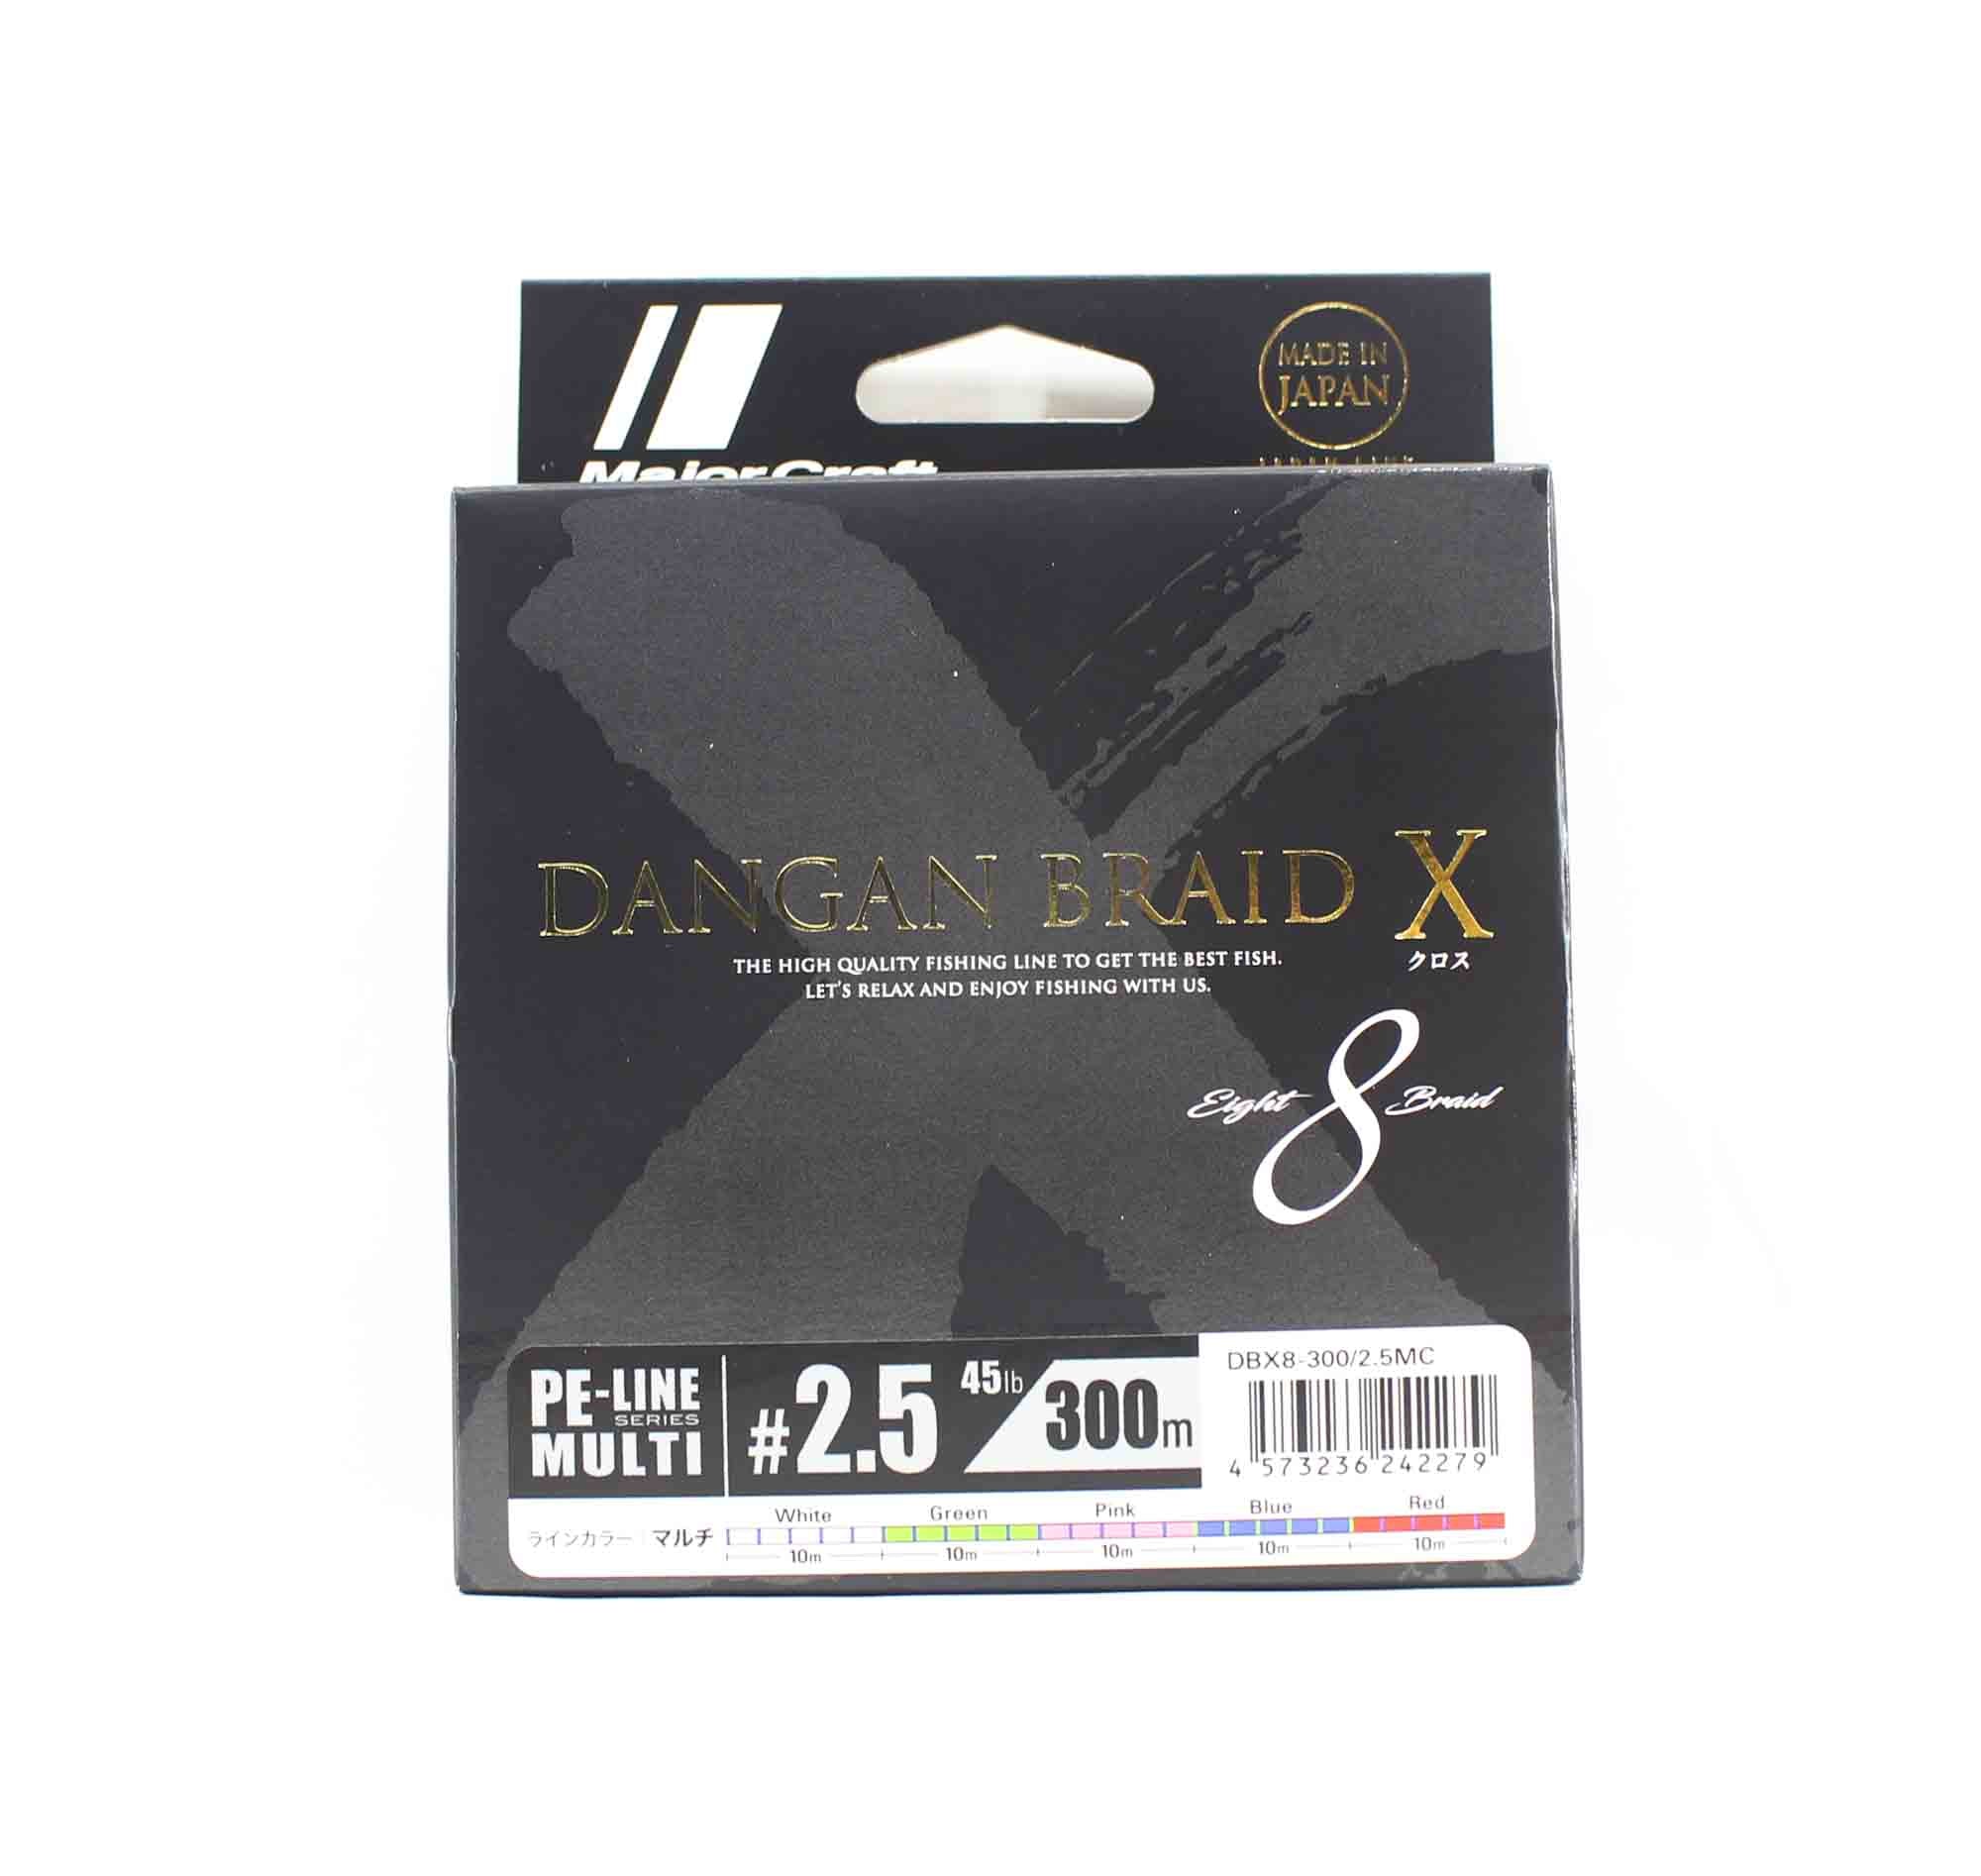 MADE IN
JAPAN
Major Craft
DANGAN BRAID X
クロス
THE HIGH QUALITY FISHING LINE TO GET THE BEST FISH.
LET'S RELAX AND ENJOY FISHING WITH US.
Eight 8 Braid
PE-LINE
SERIES
MULTI
#2.5 45lb 300m
DBX8-300/2.5MC
4 573236 242279
White Green Pink Blue Red
ラインカラー マルチ
10m 10m 10m 10m 10m